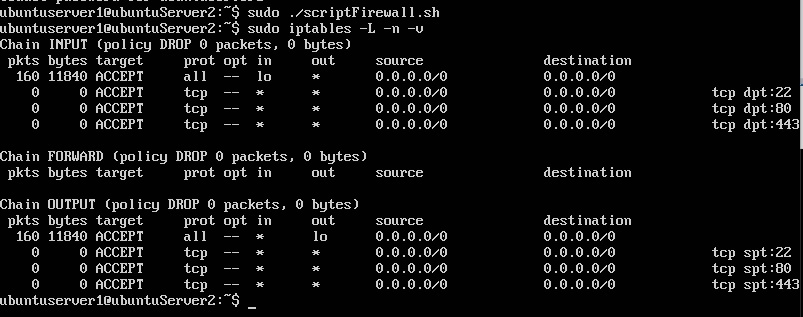 ubuntuserver1@ubuntuServer2:~$ sudo ./scriptFirewall.sh
ubuntuserver1@ubuntuServer2:~$ sudo iptables -L -n -v
Chain INPUT (policy DROP 0 packets, 0 bytes)
 pkts bytes target     prot opt in     out     source               destination
  160 11840 ACCEPT     all  --  lo     *       0.0.0.0/0            0.0.0.0/0
    0     0 ACCEPT     tcp  --  *      *       0.0.0.0/0            0.0.0.0/0            tcp dpt:22
    0     0 ACCEPT     tcp  --  *      *       0.0.0.0/0            0.0.0.0/0            tcp dpt:80
    0     0 ACCEPT     tcp  --  *      *       0.0.0.0/0            0.0.0.0/0            tcp dpt:443
Chain FORWARD (policy DROP 0 packets, 0 bytes)
 pkts bytes target     prot opt in     out     source               destination
Chain OUTPUT (policy DROP 0 packets, 0 bytes)
 pkts bytes target     prot opt in     out     source               destination
  160 11840 ACCEPT     all  --  *      lo      0.0.0.0/0            0.0.0.0/0
    0     0 ACCEPT     tcp  --  *      *       0.0.0.0/0            0.0.0.0/0            tcp spt:22
    0     0 ACCEPT     tcp  --  *      *       0.0.0.0/0            0.0.0.0/0            tcp spt:80
    0     0 ACCEPT     tcp  --  *      *       0.0.0.0/0            0.0.0.0/0            tcp spt:443
ubuntuserver1@ubuntuServer2:~$ _